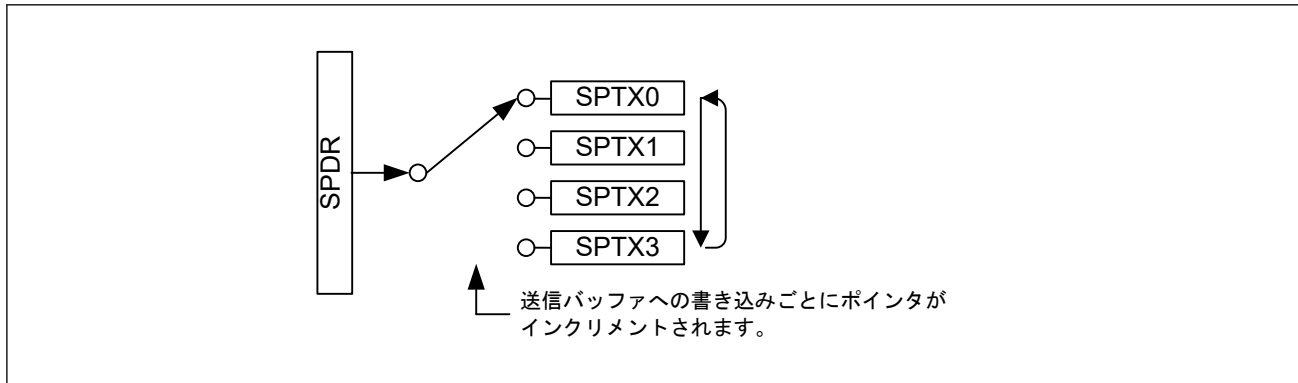 SPDR
SPTX0
SPTX1
SPTX2
SPTX3
送信バッファへの書き込みごとにポインタが
インクリメントされます。